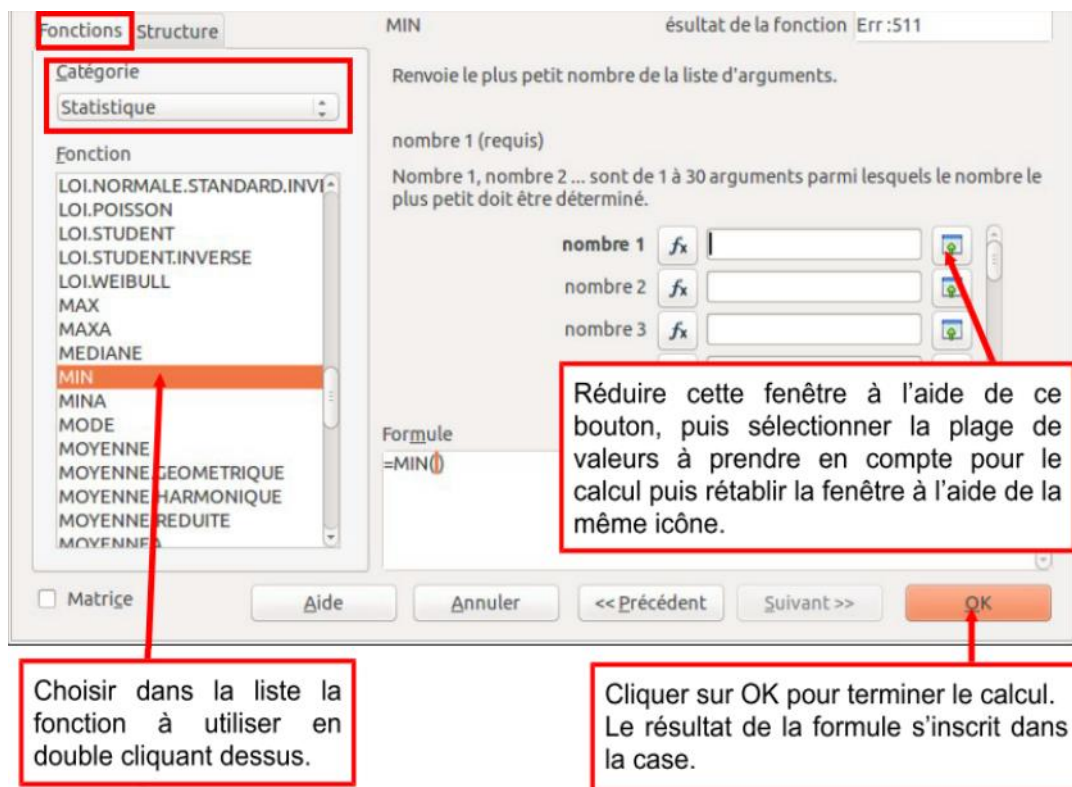 Fonctions Structure
Catégorie
Statistique
Fonction
LOI.NORMALE.STANDARD.INVE
LOI.POISSON
LOI.STUDENT
LOI.STUDENT.INVERSE
LOI.WEIBULL
MAX
MAXA
MEDIANE
MIN
MINA
MODE
MOYENNE
MOYENNE.GEOMETRIQUE
MOYENNE.HARMONIQUE
MOYENNE.REDUITE
MOYENNEA
MIN
ésultat de la fonction Err :511
Renvoie le plus petit nombre de la liste d'arguments.
nombre 1 (requis)
Nombre 1, nombre 2 ... sont de 1 à 30 arguments parmi lesquels le nombre le
plus petit doit être déterminé.
nombre 1 fx
nombre 2 fx
nombre 3 fx
Réduire cette fenêtre à l’aide de ce
bouton, puis sélectionner la plage de
valeurs à prendre en compte pour le
calcul puis rétablir la fenêtre à l’aide de la
même icône.
Formule
=MIN()
Matrice Aide Annuler << Précédent Suivant >> OK
Choisir dans la liste la
fonction à utiliser en
double cliquant dessus.
Cliquer sur OK pour terminer le calcul.
Le résultat de la formule s’inscrit dans
la case.